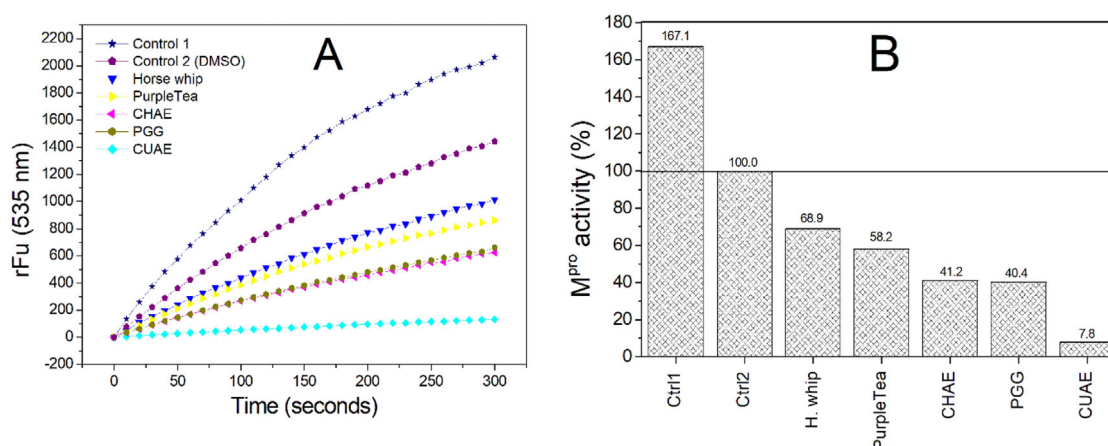 A
Control 1
Control 2 (DMSO)
Horse whip
PurpleTea
CHAE
PGG
CUAE
rFu (535 nm)
2200
2000
1800
1600
1400
1200
1000
800
600
400
200
0
-200
0 50 100 150 200 250 300
Time (seconds)
B
Mᵖʳᵒ activity (%)
180
160
140
120
100
80
60
40
20
0
167.1
100.0
68.9
58.2
41.2
40.4
7.8
Ctrl1
Ctrl2
H. whip
PurpleTea
CHAE
PGG
CUAE